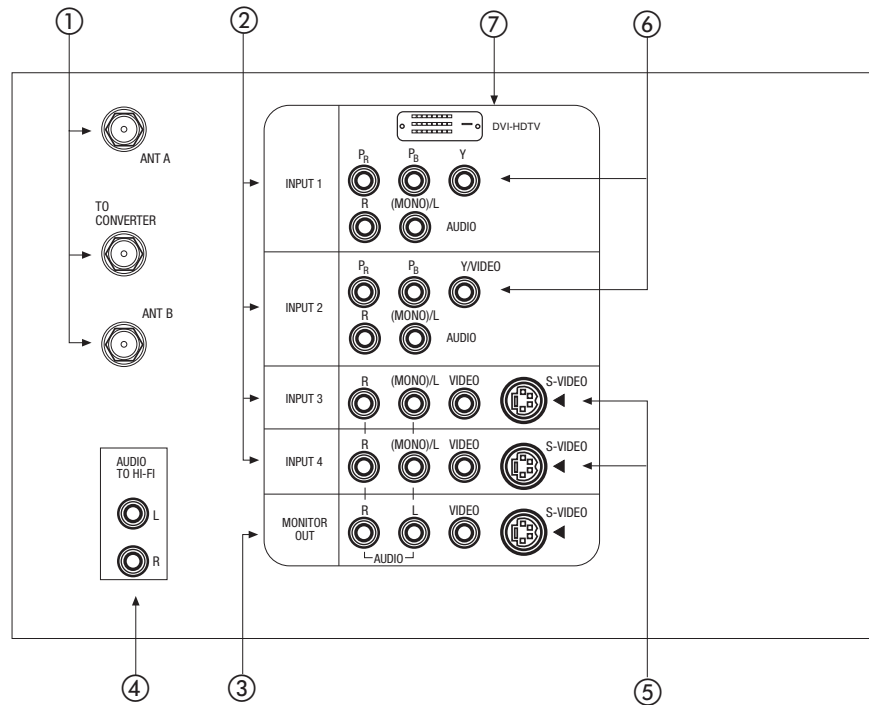 ① ② ⑦ ⑥
ANT A
TO
CONVERTER
ANT B
AUDIO
TO HI-FI
L
R
DVI-HDTV
INPUT 1
PR PB Y
R (MONO)/L AUDIO
INPUT 2
PR PB Y/VIDEO
R (MONO)/L AUDIO
INPUT 3
R (MONO)/L VIDEO S-VIDEO
INPUT 4
R (MONO)/L VIDEO S-VIDEO
MONITOR
OUT
R L VIDEO S-VIDEO
AUDIO
④ ③ ⑤